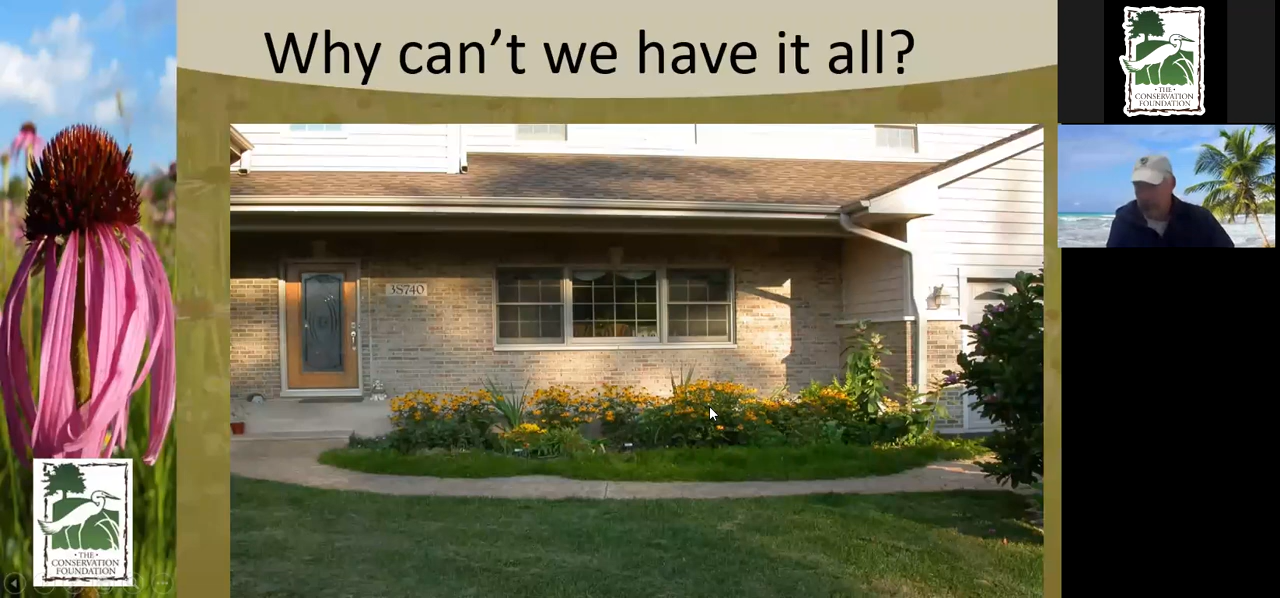 Why can't we have it all?
3S740
• THE •
CONSERVATION
FOUNDATION
• THE •
CONSERVATION
FOUNDATION